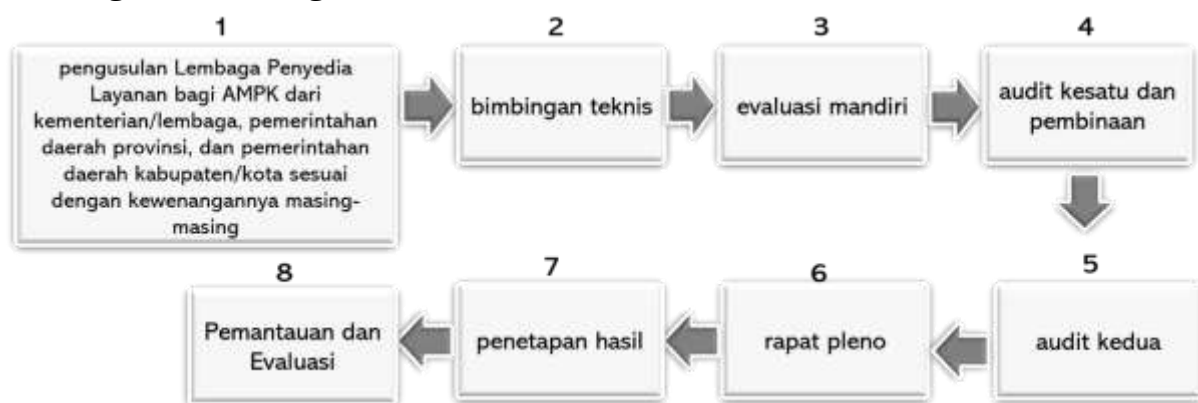 1
pengusulan Lembaga Penyedia
Layanan bagi AMPK dari
kementerian/lembaga, pemerintahan
daerah provinsi, dan pemerintahan
daerah kabupaten/kota sesuai
dengan kewenangannya masing-
masing
2
bimbingan teknis
3
evaluasi mandiri
4
audit kesatu dan
pembinaan
5
audit kedua
6
rapat pleno
7
penetapan hasil
8
Pemantauan dan
Evaluasi